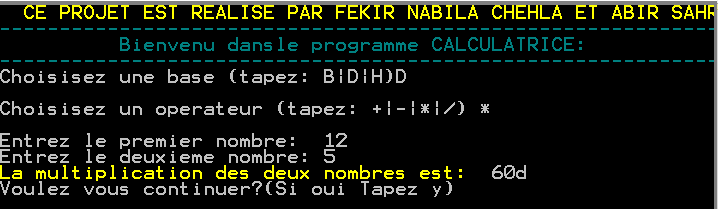 CE PROJET EST REALISE PAR FEKIR NABILA CHEHLA ET ABIR SAHR
Bienvenu dansle programme CALCULATRICE:
Choisisez une base (tapez: B|D|H)D
Choisisez un operateur (tapez: +|-|*|/) *
Entrez le premier nombre:  12
Entrez le deuxieme nombre: 5
La multiplication des deux nombres est:  60d
Voulez vous continuer?(Si oui Tapez y)